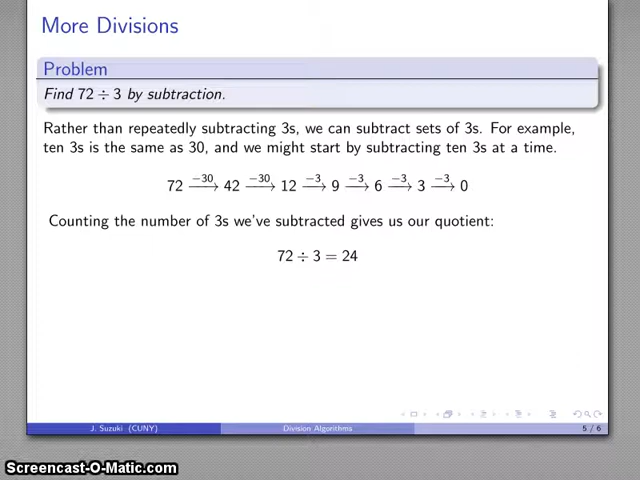 More Divisions
Problem
Find 72 ÷ 3 by subtraction.
Rather than repeatedly subtracting 3s, we can subtract sets of 3s. For example,
ten 3s is the same as 30, and we might start by subtracting ten 3s at a time.
72 −30→ 42 −30→ 12 −3→ 9 −3→ 6 −3→ 3 −3→ 0
Counting the number of 3s we've subtracted gives us our quotient:
72 ÷ 3 = 24
J. Suzuki (CUNY) Division Algorithms 5 / 6
Screencast-O-Matic.com